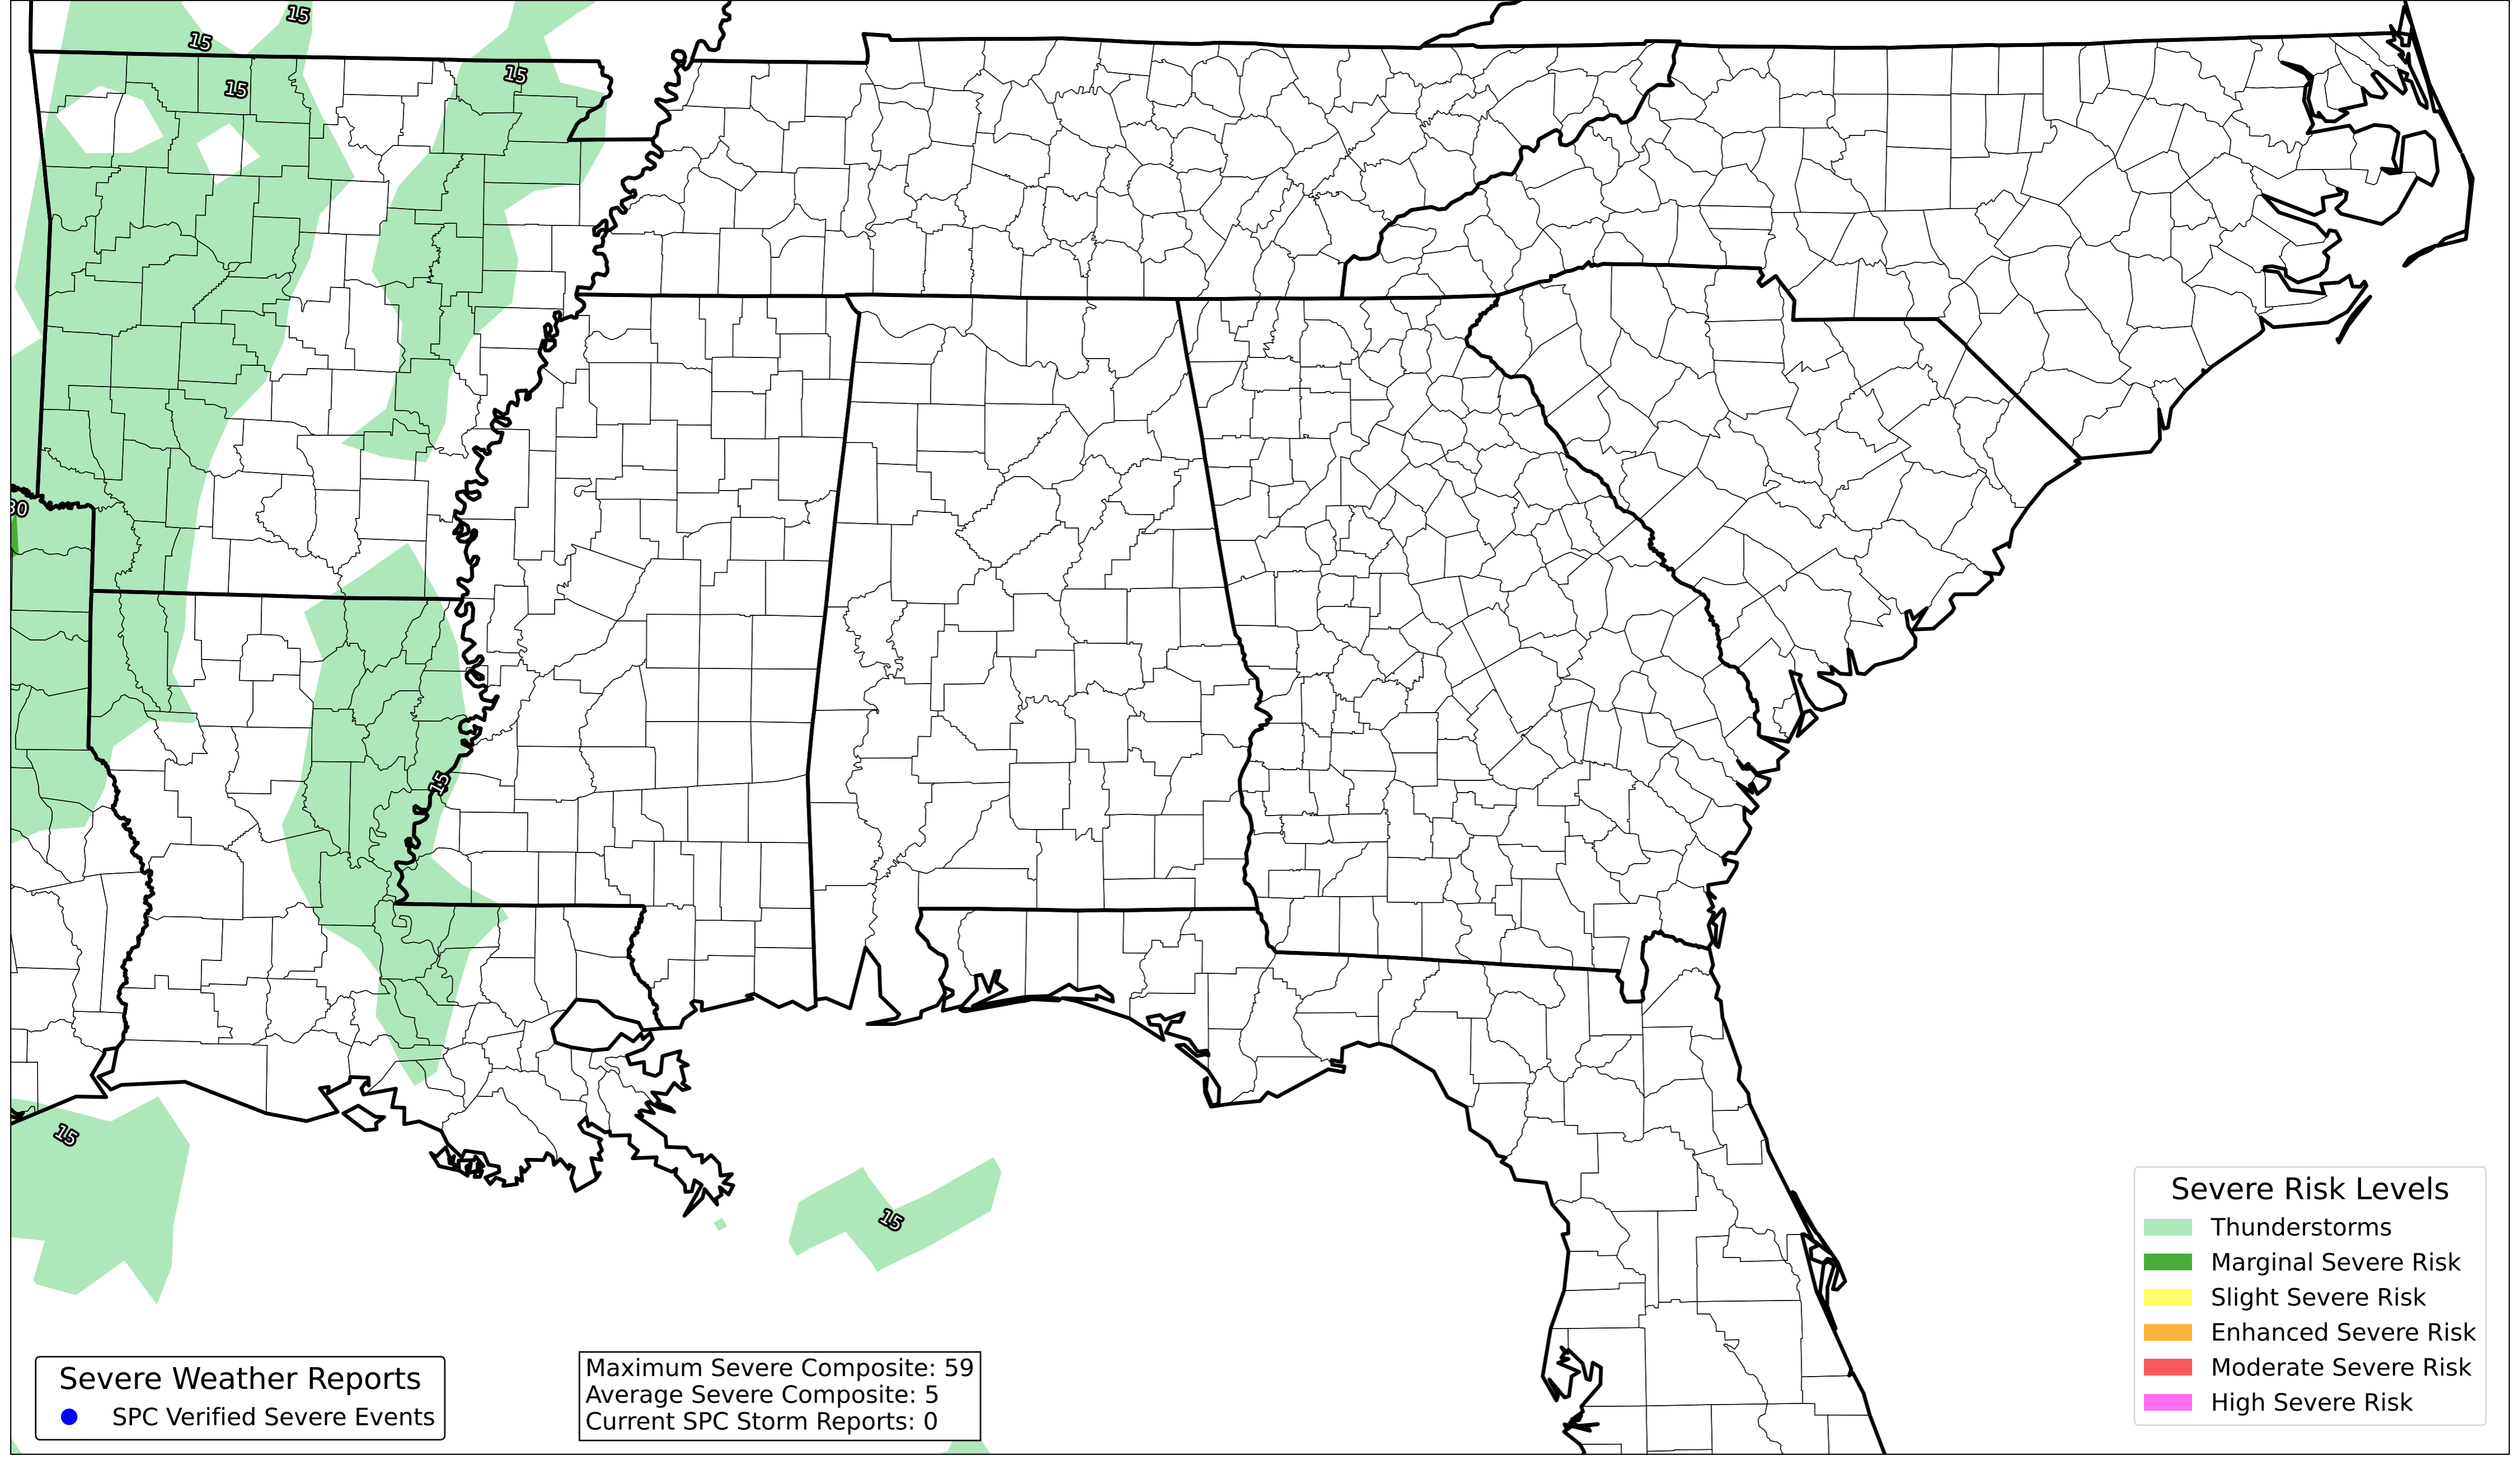 15
15
15
15
30
15
15
15
Severe Risk Levels
Thunderstorms
Marginal Severe Risk
Slight Severe Risk
Enhanced Severe Risk
Moderate Severe Risk
High Severe Risk
Severe Weather Reports
SPC Verified Severe Events
Maximum Severe Composite: 59
Average Severe Composite: 5
Current SPC Storm Reports: 0